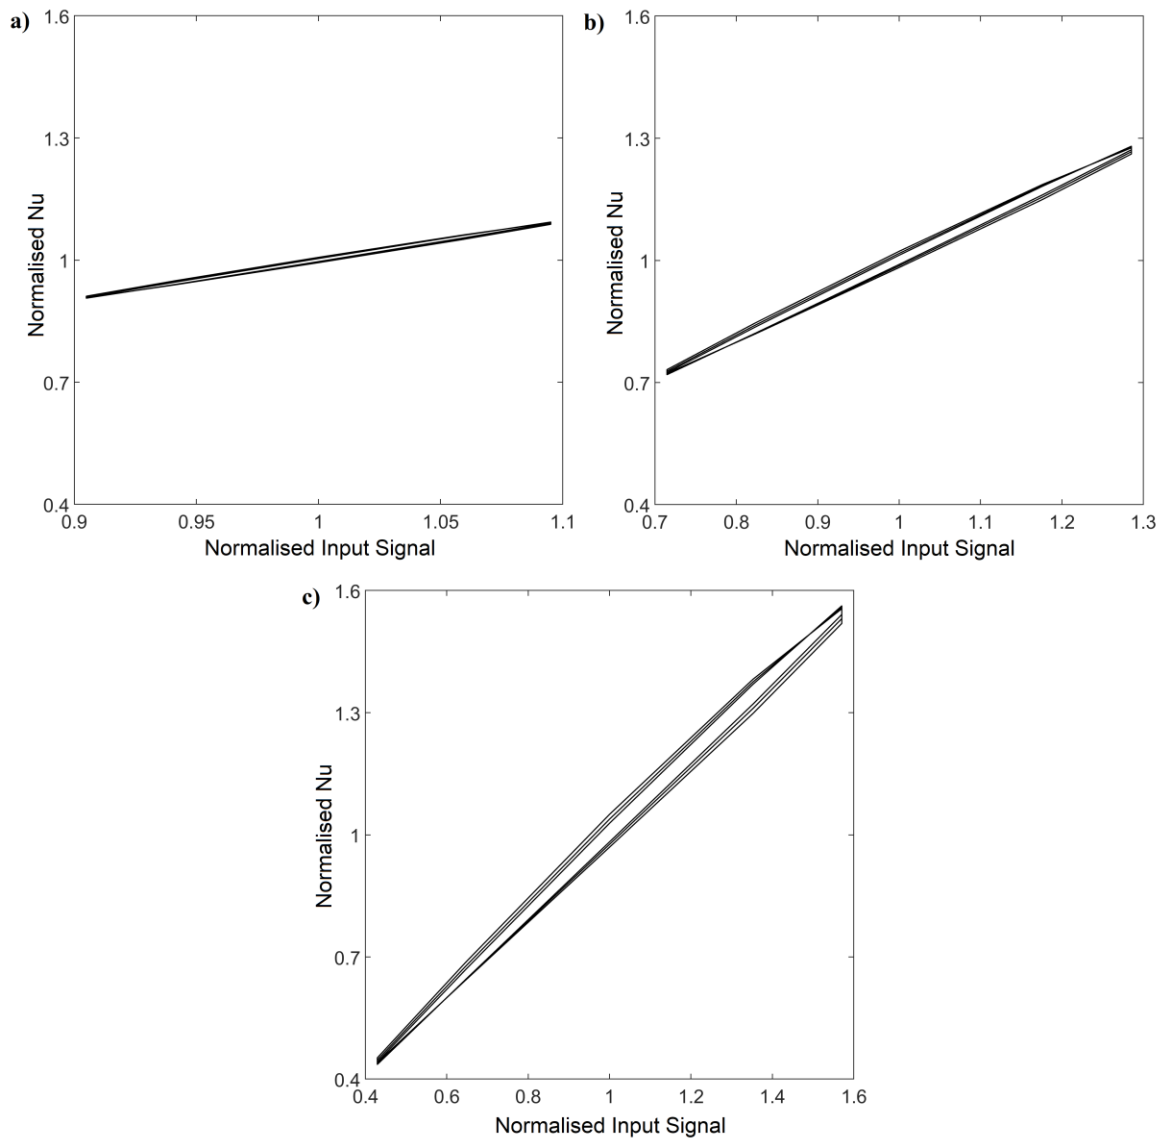 a)
1.6
1.3
1
0.7
0.4
Normalised Nu
0.9 0.95 1 1.05 1.1
Normalised Input Signal
b)
1.6
1.3
1
0.7
0.4
Normalised Nu
0.7 0.8 0.9 1 1.1 1.2 1.3
Normalised Input Signal
c)
1.6
1.3
1
0.7
0.4
Normalised Nu
0.4 0.6 0.8 1 1.2 1.4 1.6
Normalised Input Signal